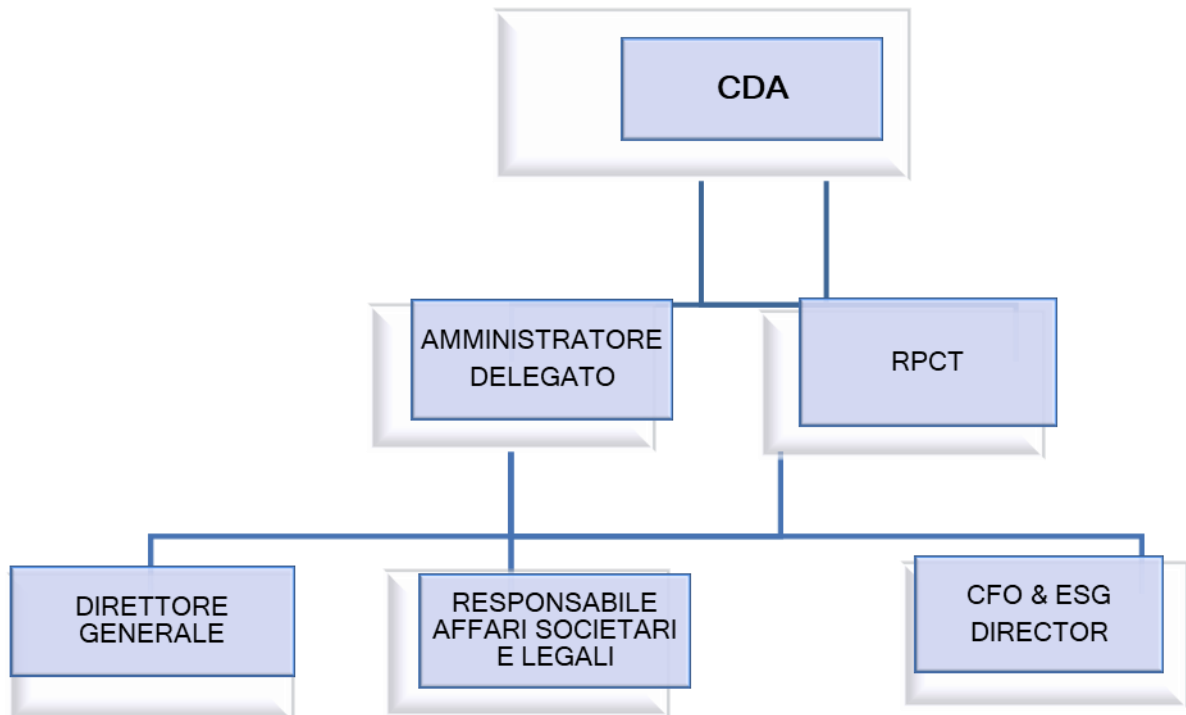 CDA
AMMINISTRATORE
DELEGATO
RPCT
DIRETTORE
GENERALE
RESPONSABILE
AFFARI SOCIETARI
E LEGALI
CFO & ESG
DIRECTOR